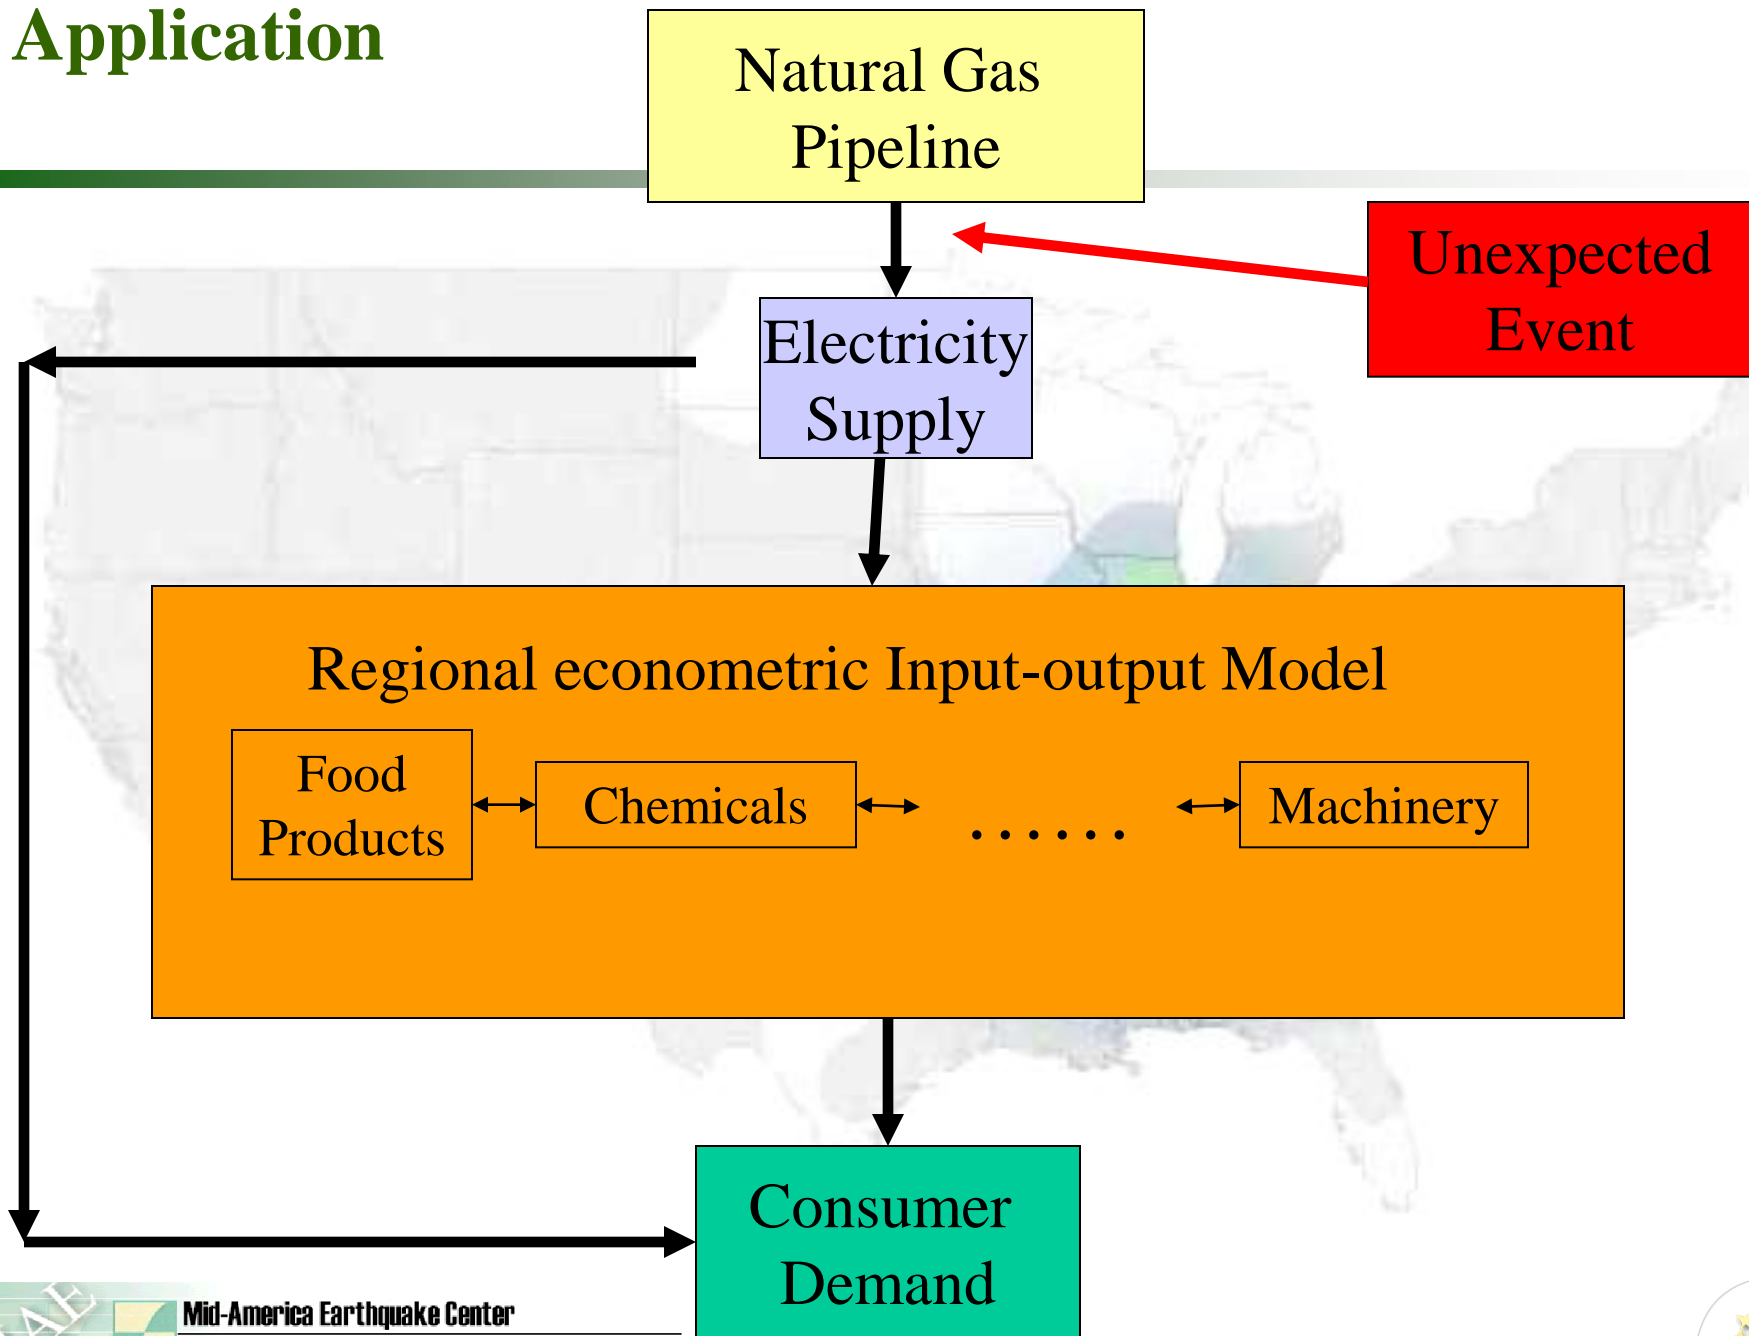 Application
Natural Gas
Pipeline
Unexpected
Event
Electricity
Supply
Regional econometric Input-output Model
Food
Products
Chemicals
......
Machinery
Consumer
Demand
MAE
Mid-America Earthquake Center